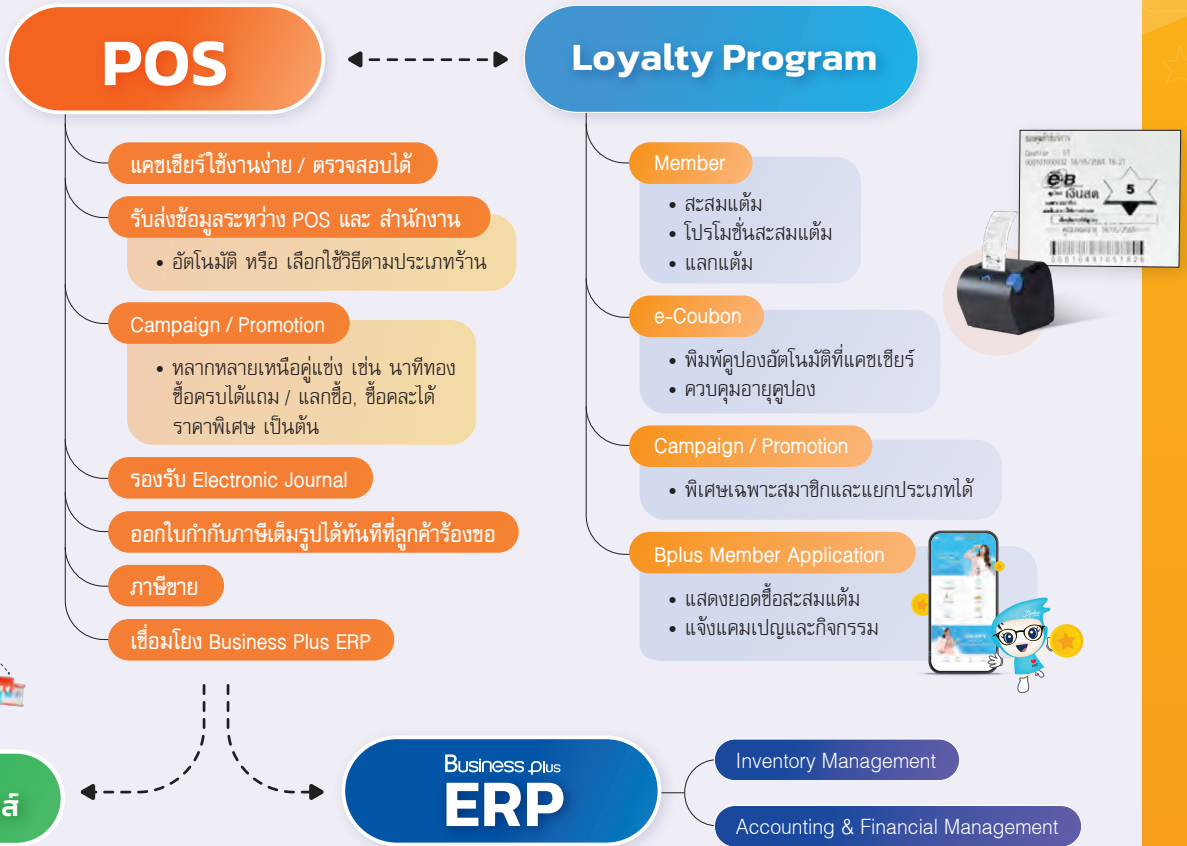 POS
Loyalty Program
แคชเชียร์ใช้งานง่าย / ตรวจสอบได้
รับส่งข้อมูลระหว่าง POS และ สำนักงาน
• อัตโนมัติ หรือ เลือกใช้วิธีตามประเภทร้าน
Campaign / Promotion
• หลากหลายเหนือคู่แข่ง เช่น นาทีทอง
ซื้อครบได้แถม / แลกซื้อ, ซื้อคละได้
ราคาพิเศษ เป็นต้น
รองรับ Electronic Journal
ออกใบกำกับภาษีเต็มรูปได้ทันทีที่ลูกค้าร้องขอ
ภาษีขาย
เชื่อมโยง Business Plus ERP
Member
• สะสมแต้ม
• โปรโมชั่นสะสมแต้ม
• แลกแต้ม
e-Coubon
• พิมพ์คูปองอัตโนมัติที่แคชเชียร์
• ควบคุมอายุคูปอง
Campaign / Promotion
• พิเศษเฉพาะสมาชิกและแยกประเภทได้
Bplus Member Application
• แสดงยอดซื้อสะสมแต้ม
• แจ้งแคมเปญและกิจกรรม
เงินสด
5
Business Plus
ERP
Inventory Management
Accounting & Financial Management